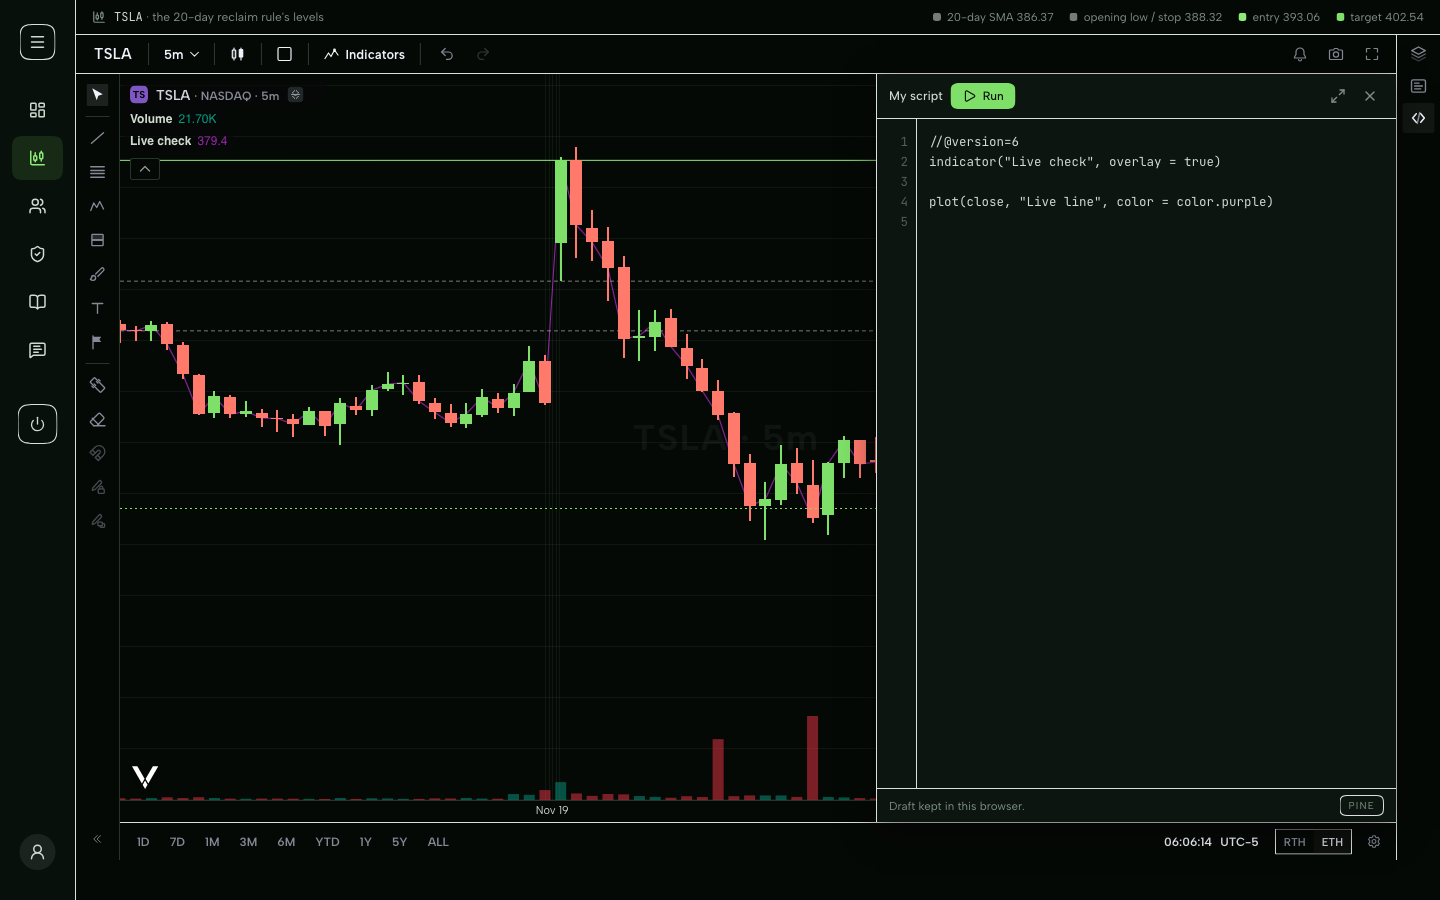 TSLA · the 20-day reclaim rule's levels
20-day SMA 386.37
opening low / stop 388.32
entry 393.06
target 402.54
TSLA
5m
Indicators
TS
TSLA · NASDAQ · 5m
Volume 21.70K
Live check 379.4
TSLA · 5m
Nov 19
My script
Run
1 //@version=6
2 indicator("Live check", overlay = true)
3
4 plot(close, "Live line", color = color.purple)
5
Draft kept in this browser.
PINE
1D 7D 1M 3M 6M YTD 1Y 5Y ALL
06:06:14 UTC-5
RTH ETH